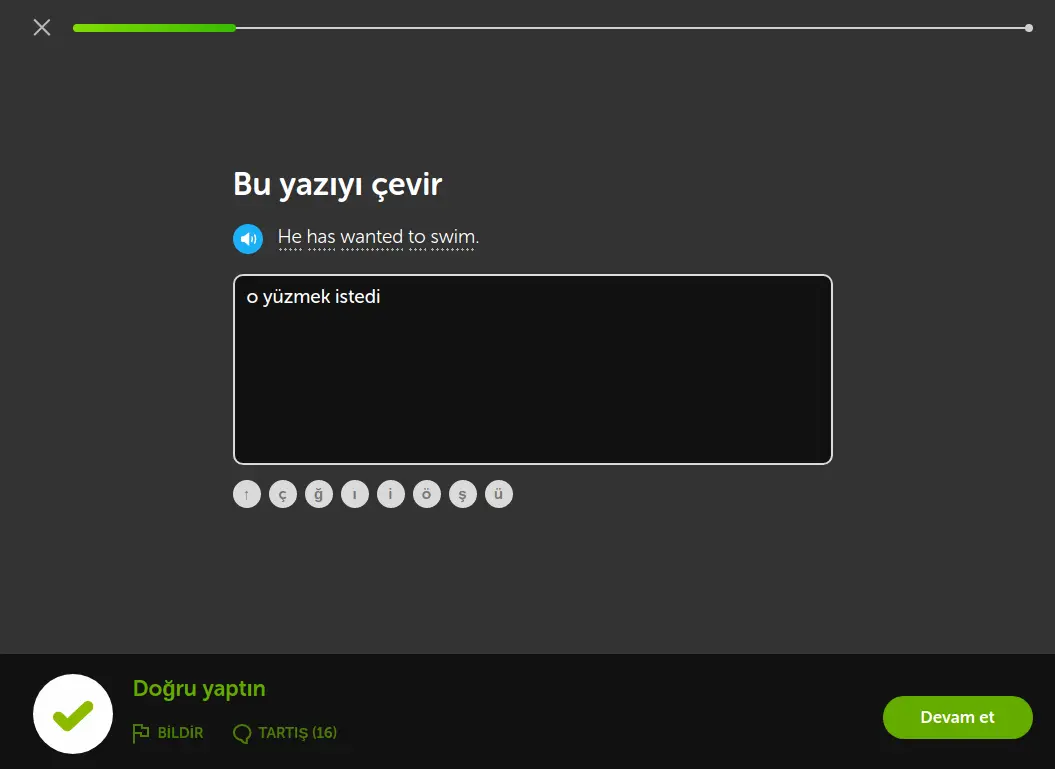 Bu yazıyı çevir
He has wanted to swim.
o yüzmek istedi
↑ ç ğ ı i ö ş ü
Doğru yaptın
BİLDİR TARTIŞ (16)
Devam et